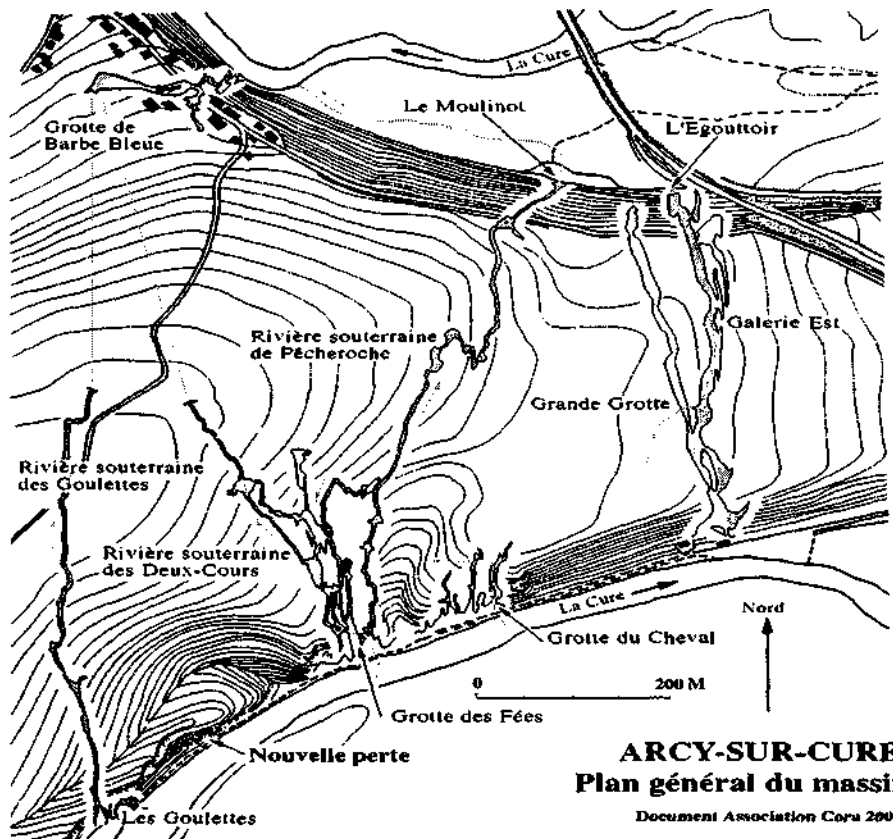 La Cure
Le Moulinot
L'Egouttoir
Grotte de
Barbe Bleue
Rivière souterraine
de Pêcheroche
Galerie Est
Grande Grotte
Rivière souterraine
des Goulettes
Rivière souterraine
des Deux-Cours
La Cure
Nord
Grotte du Cheval
0 200 M
Grotte des Fées
Nouvelle perte
Les Goulettes
ARCY-SUR-CURE
Plan général du massi
Document Association Cora 200